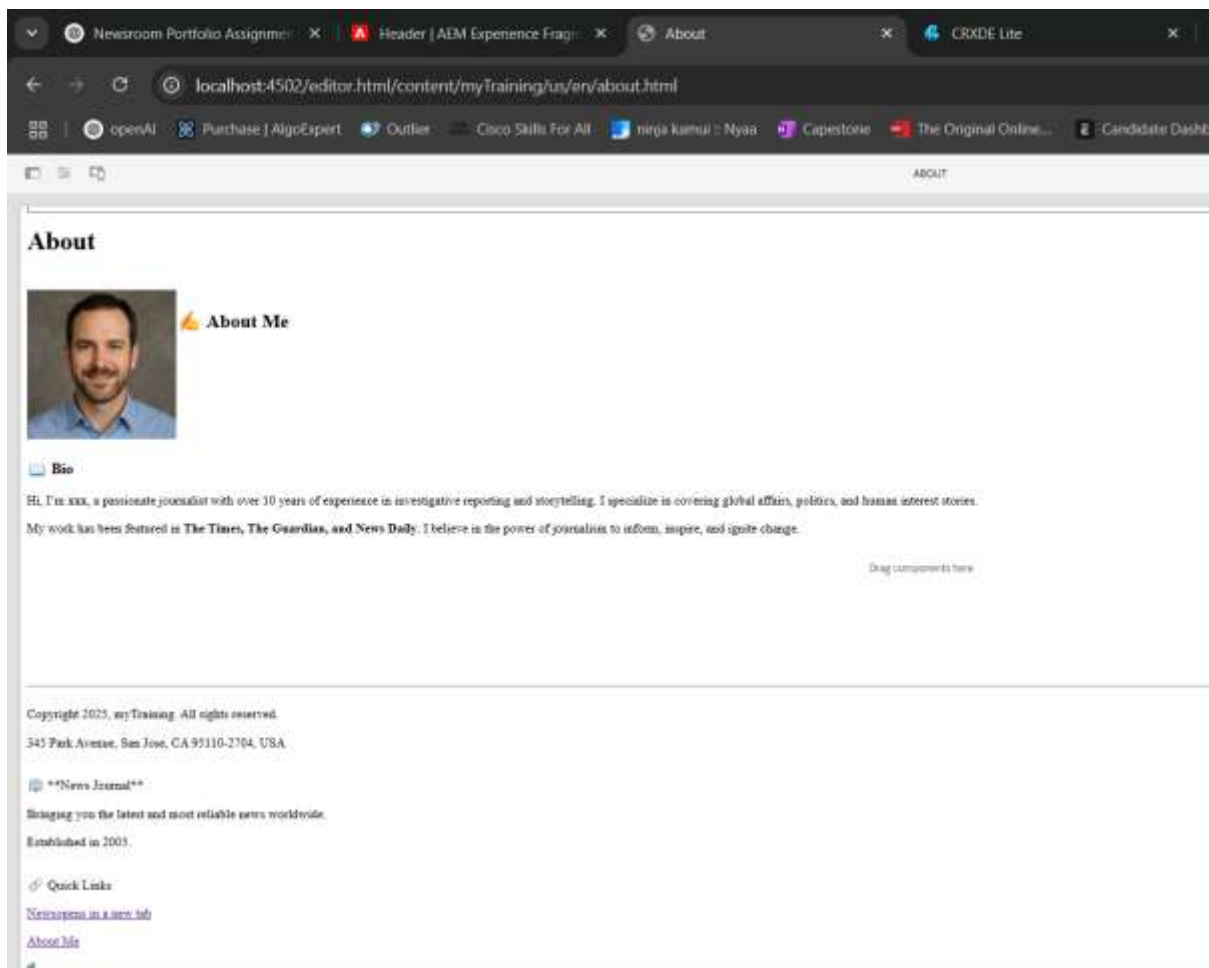 Newsroom Portfolio Assignmen
Header | AEM Experience Fragm
About
CRXDE Lite
localhost:4502/editor.html/content/myTraining/us/en/about.html
openAI
Purchase | AlgoExpert
Outlier
Cisco Skills For All
ninja kamui :: Nyaa
Capestone
The Original Online...
Candidate Dashb
ABOUT
About
✍ About Me
📖 Bio
Hi, I'm xxx, a passionate journalist with over 10 years of experience in investigative reporting and storytelling. I specialize in covering global affairs, politics, and human interest stories.
My work has been featured in The Times, The Guardian, and News Daily. I believe in the power of journalism to inform, inspire, and ignite change.
Drag components here
Copyright 2025, myTraining. All rights reserved.
345 Park Avenue, San Jose, CA 95110-2704, USA
📰 **News Journal**
Bringing you the latest and most reliable news worldwide.
Established in 2005.
🔗 Quick Links
Newsopens in a new tab
About Me